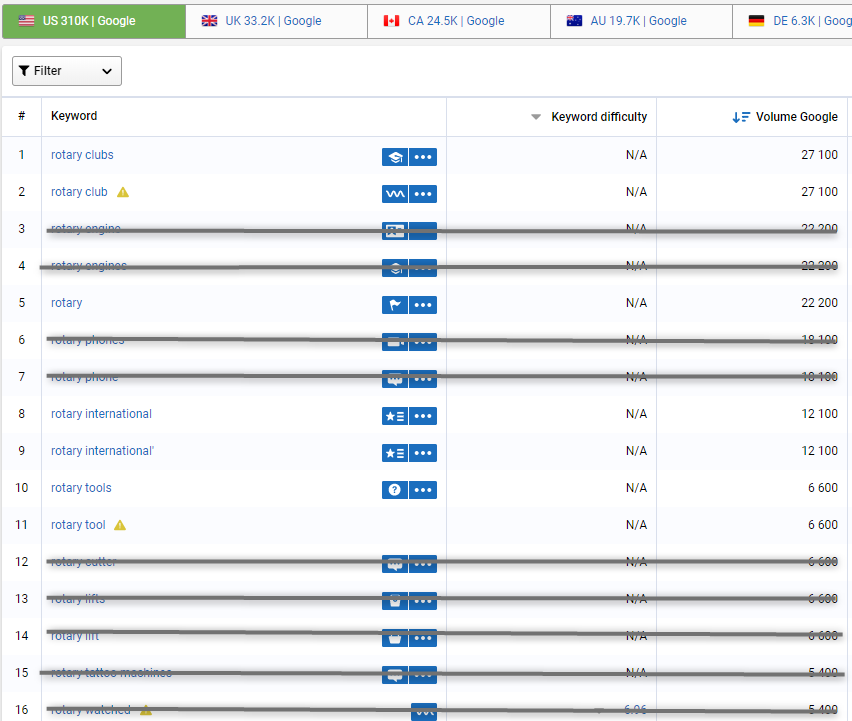 US 310K | Google UK 33.2K | Google CA 24.5K | Google AU 19.7K | Google DE 6.3K | Goog
Filter
# Keyword Keyword difficulty Volume Google
1 rotary clubs N/A 27 100
2 rotary club N/A 27 100
3 rotary engine N/A 22 200
4 rotary engines N/A 22 200
5 rotary N/A 22 200
6 rotary phones N/A 18 100
7 rotary phone N/A 18 100
8 rotary international N/A 12 100
9 rotary international' N/A 12 100
10 rotary tools N/A 6 600
11 rotary tool N/A 6 600
12 rotary cutter N/A 6 600
13 rotary lifts N/A 6 600
14 rotary lift N/A 6 600
15 rotary tattoo machines N/A 5 400
16 rotary watched 6.96 5 400